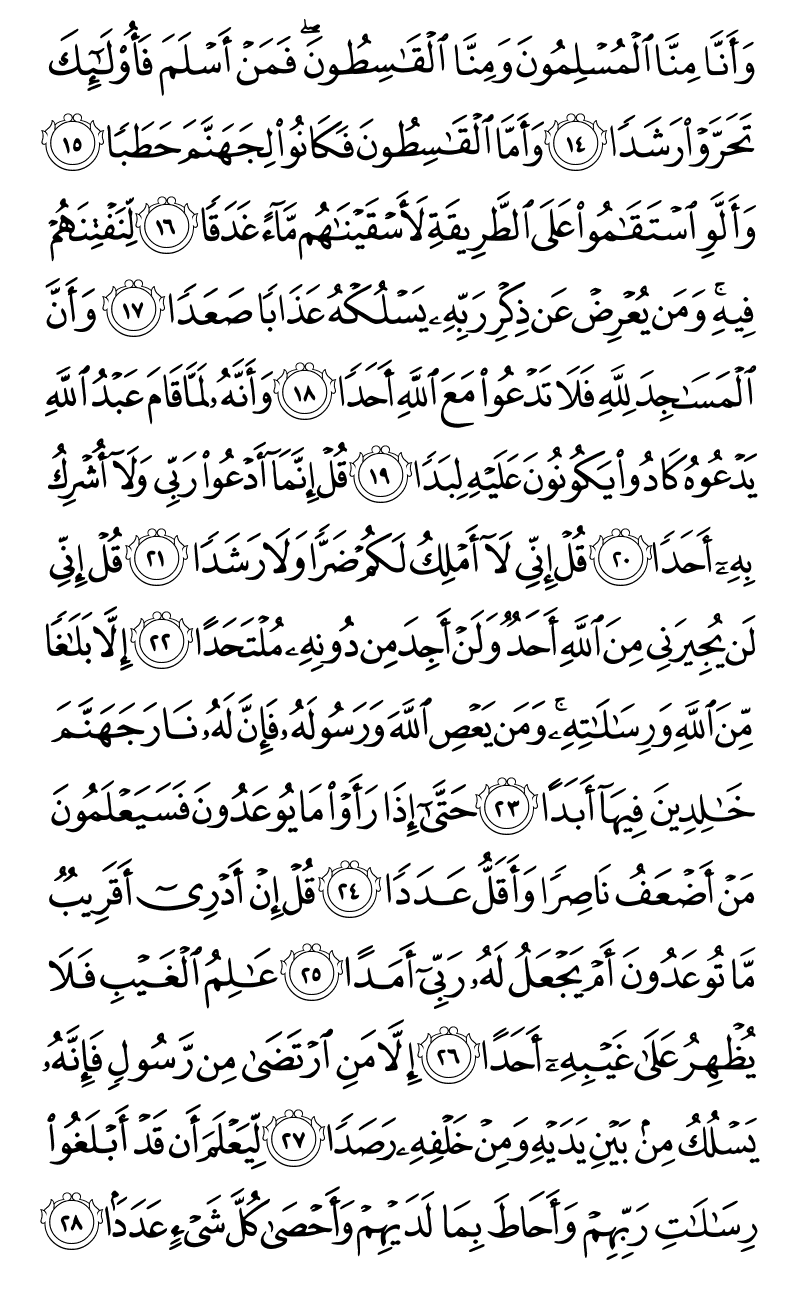 وَأَنَّا مِنَّا ٱلۡمُسۡلِمُونَ وَمِنَّا ٱلۡقَٰسِطُونَۖ فَمَنۡ أَسۡلَمَ فَأُوْلَٰٓئِكَ
تَحَرَّوۡاْ رَشَدٗا ١٤ وَأَمَّا ٱلۡقَٰسِطُونَ فَكَانُواْ لِجَهَنَّمَ حَطَبٗا ١٥
وَأَلَّوِ ٱسۡتَقَٰمُواْ عَلَى ٱلطَّرِيقَةِ لَأَسۡقَيۡنَٰهُم مَّآءً غَدَقٗا ١٦ لِّنَفۡتِنَهُمۡ
فِيهِۚ وَمَن يُعۡرِضۡ عَن ذِكۡرِ رَبِّهِۦ يَسۡلُكۡهُ عَذَابٗا صَعَدٗا ١٧ وَأَنَّ
ٱلۡمَسَٰجِدَ لِلَّهِ فَلَا تَدۡعُواْ مَعَ ٱللَّهِ أَحَدٗا ١٨ وَأَنَّهُۥ لَمَّا قَامَ عَبۡدُ ٱللَّهِ
يَدۡعُوهُ كَادُواْ يَكُونُونَ عَلَيۡهِ لِبَدٗا ١٩ قُلۡ إِنَّمَآ أَدۡعُواْ رَبِّي وَلَآ أُشۡرِكُ
بِهِۦٓ أَحَدٗا ٢٠ قُلۡ إِنِّي لَآ أَمۡلِكُ لَكُمۡ ضَرّٗا وَلَا رَشَدٗا ٢١ قُلۡ إِنِّي
لَن يُجِيرَنِي مِنَ ٱللَّهِ أَحَدٞ وَلَنۡ أَجِدَ مِن دُونِهِۦ مُلۡتَحَدًا ٢٢ إِلَّا بَلَٰغٗا
مِّنَ ٱللَّهِ وَرِسَٰلَٰتِهِۦۚ وَمَن يَعۡصِ ٱللَّهَ وَرَسُولَهُۥ فَإِنَّ لَهُۥ نَارَ جَهَنَّمَ
خَٰلِدِينَ فِيهَآ أَبَدًا ٢٣ حَتَّىٰٓ إِذَا رَأَوۡاْ مَا يُوعَدُونَ فَسَيَعۡلَمُونَ
مَنۡ أَضۡعَفُ نَاصِرٗا وَأَقَلُّ عَدَدٗا ٢٤ قُلۡ إِنۡ أَدۡرِيٓ أَقَرِيبٞ
مَّا تُوعَدُونَ أَمۡ يَجۡعَلُ لَهُۥ رَبِّيٓ أَمَدًا ٢٥ عَٰلِمُ ٱلۡغَيۡبِ فَلَا
يُظۡهِرُ عَلَىٰ غَيۡبِهِۦٓ أَحَدًا ٢٦ إِلَّا مَنِ ٱرۡتَضَىٰ مِن رَّسُولٖ فَإِنَّهُۥ
يَسۡلُكُ مِنۢ بَيۡنِ يَدَيۡهِ وَمِنۡ خَلۡفِهِۦ رَصَدٗا ٢٧ لِّيَعۡلَمَ أَن قَدۡ أَبۡلَغُواْ
رِسَٰلَٰتِ رَبِّهِمۡ وَأَحَاطَ بِمَا لَدَيۡهِمۡ وَأَحۡصَىٰ كُلَّ شَيۡءٍ عَدَدَۢا ٢٨